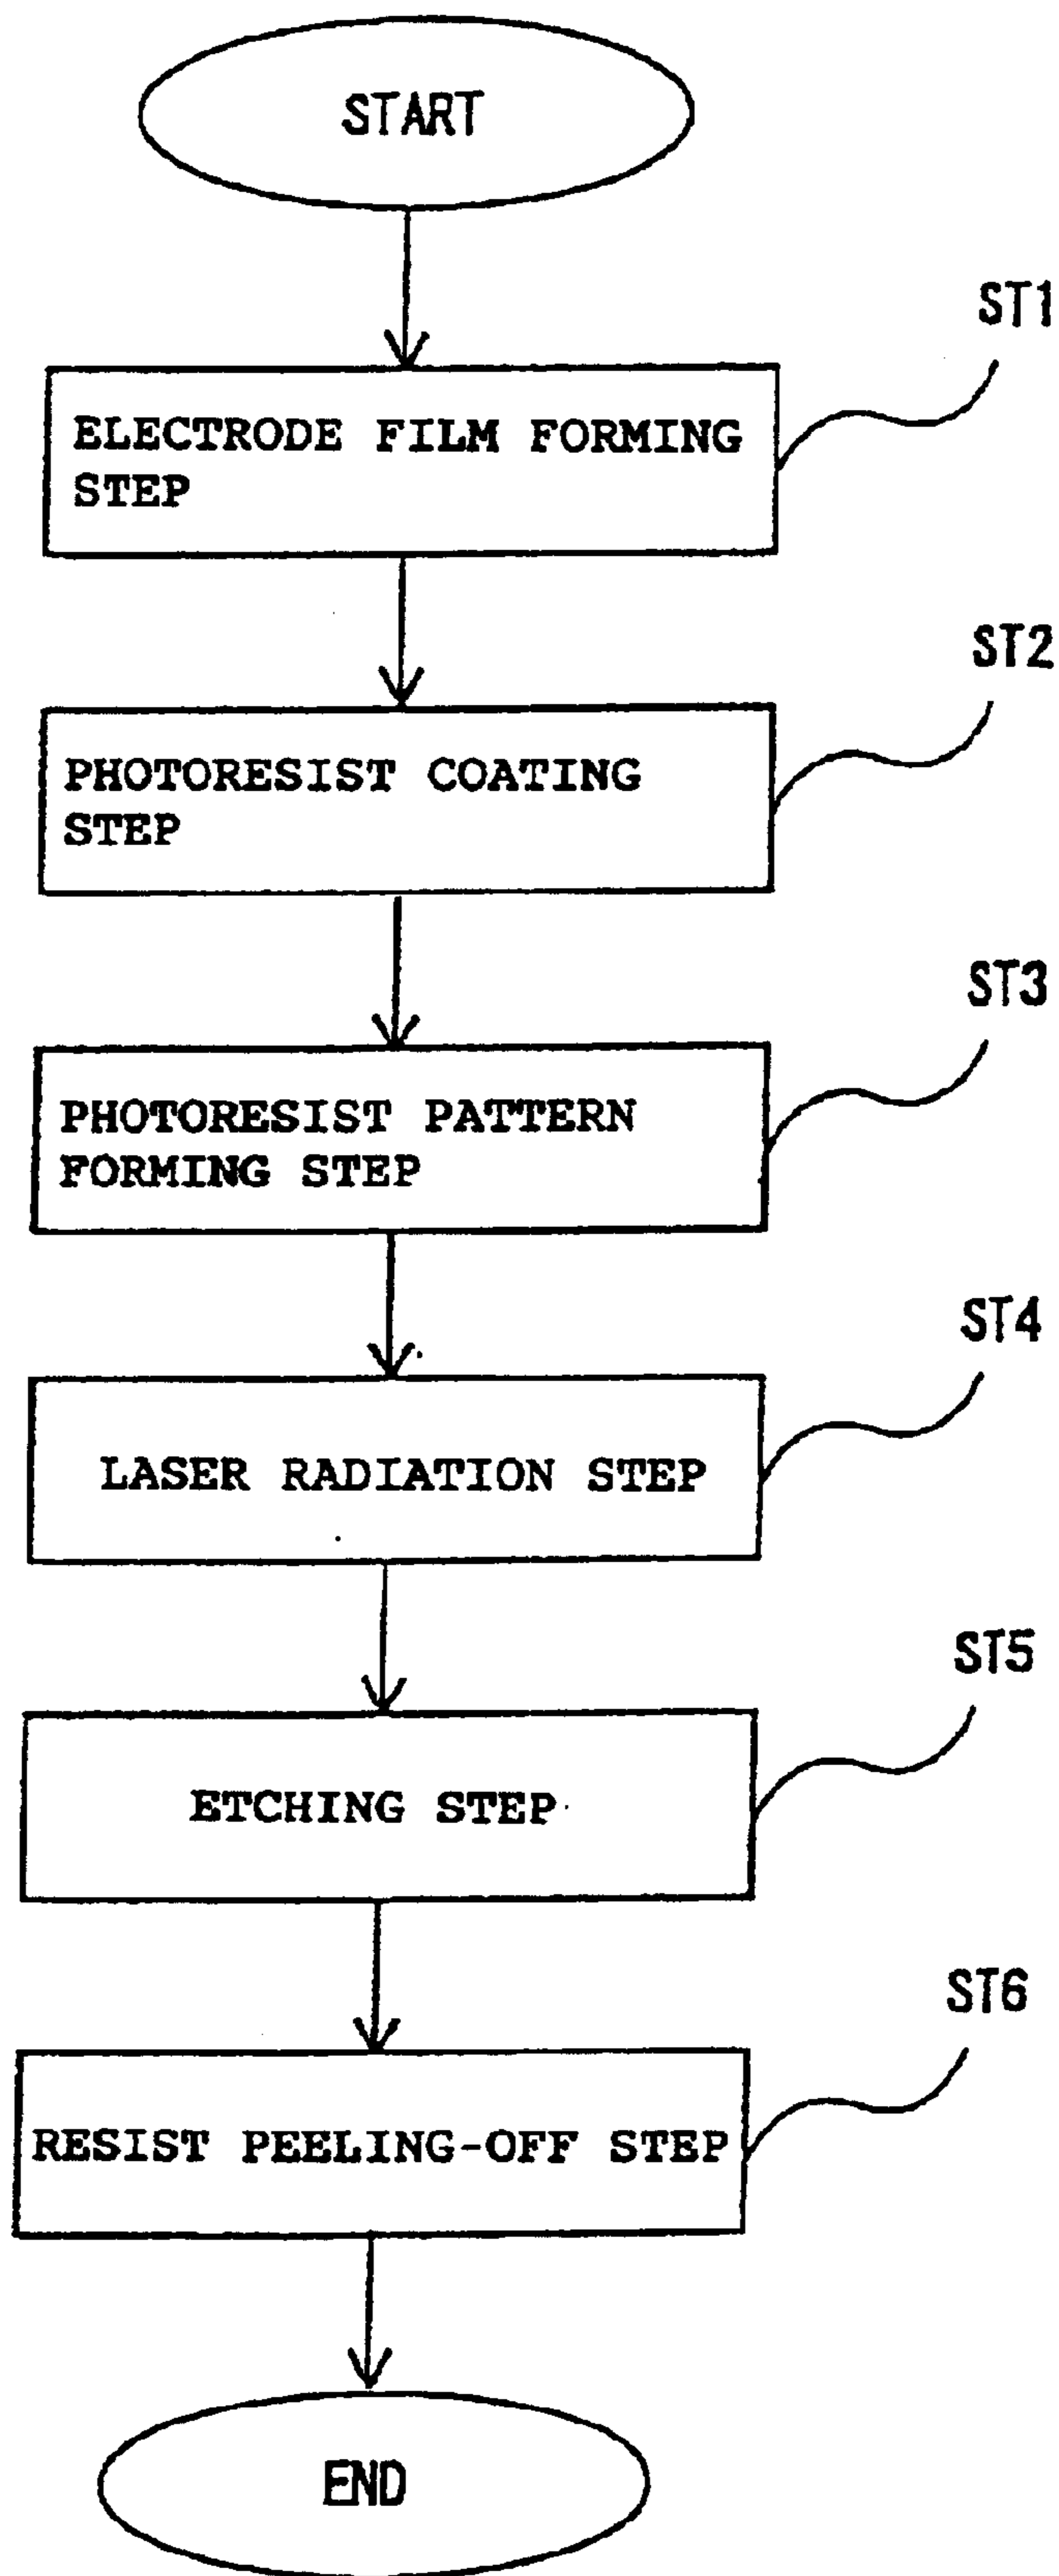 START
ST1
ELECTRODE FILM FORMING
STEP
ST2
PHOTORESIST COATING
STEP
ST3
PHOTORESIST PATTERN
FORMING STEP
ST4
LASER RADIATION STEP
ST5
ETCHING STEP
ST6
RESIST PEELING-OFF STEP
END